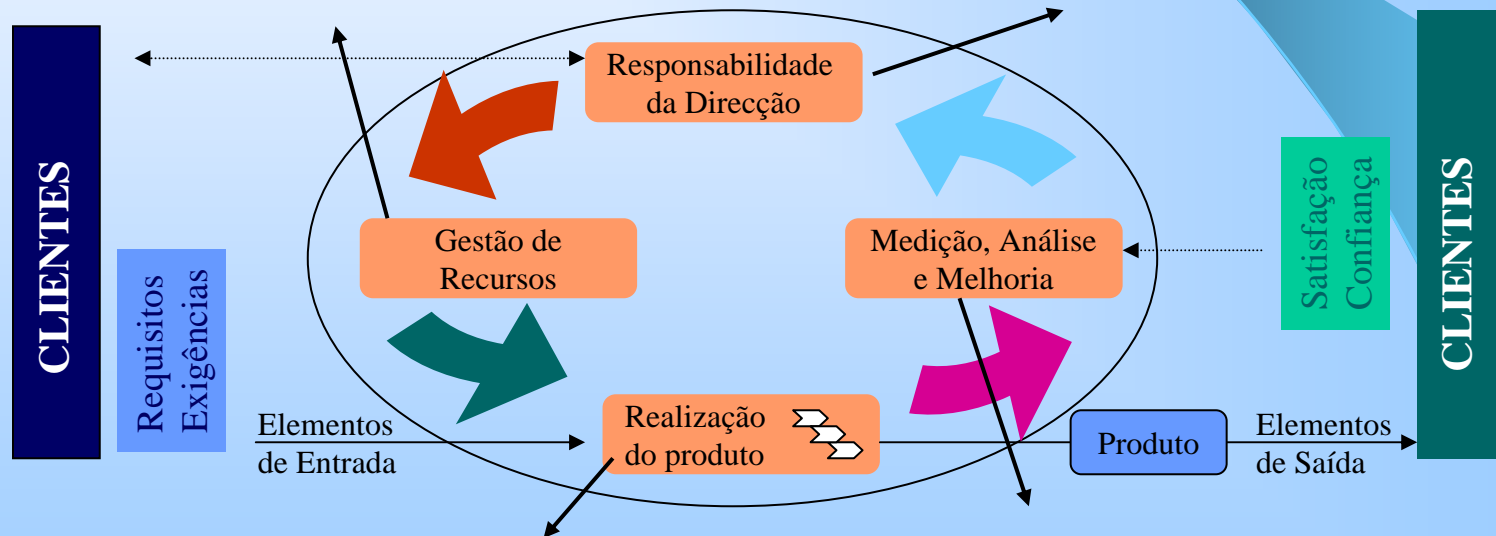 CLIENTES
Requisitos
Exigências
Responsabilidade
da Direcção
Gestão de
Recursos
Medição, Análise
e Melhoria
Elementos
de Entrada
Realização
do produto
Produto
Elementos
de Saída
Satisfação
Confiança
CLIENTES